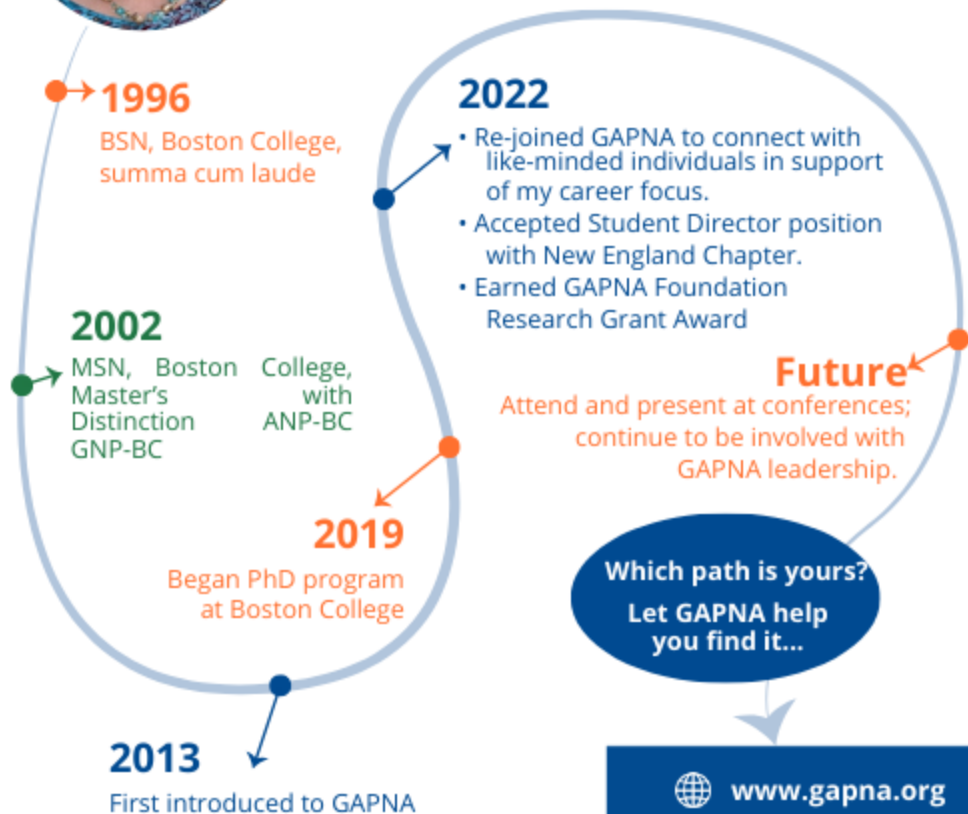 1996
BSN, Boston College,
summa cum laude
2002
MSN, Boston College,
Master's with
Distinction ANP-BC
GNP-BC
2013
First introduced to GAPNA
2019
Began PhD program
at Boston College
2022
• Re-joined GAPNA to connect with
like-minded individuals in support
of my career focus.
• Accepted Student Director position
with New England Chapter.
• Earned GAPNA Foundation
Research Grant Award
Future
Attend and present at conferences;
continue to be involved with
GAPNA leadership.
Which path is yours?
Let GAPNA help
you find it...
www.gapna.org